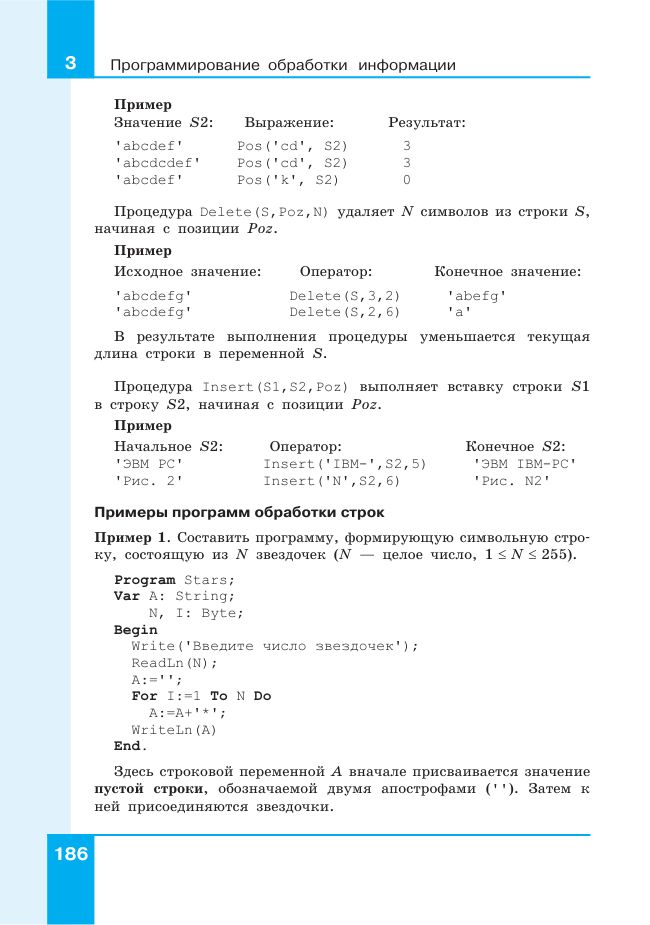 3 Программирование обработки информации
Пример
Значение S2: Выражение: Результат:
'abcdef' Pos('cd', S2) 3
'abcdcdef' Pos('cd', S2) 3
'abcdef' Pos('k', S2) 0
Процедура Delete(S,Poz,N) удаляет N символов из строки S,
начиная с позиции Poz.
Пример
Исходное значение: Оператор: Конечное значение:
'abcdefg' Delete(S,3,2) 'abefg'
'abcdefg' Delete(S,2,6) 'a'
В результате выполнения процедуры уменьшается текущая
длина строки в переменной S.
Процедура Insert(S1,S2,Poz) выполняет вставку строки S1
в строку S2, начиная с позиции Poz.
Пример
Начальное S2: Оператор: Конечное S2:
'ЭВМ РС' Insert('IBM-',S2,5) 'ЭВМ IBM-PC'
'Рис. 2' Insert('N',S2,6) 'Рис. N2'
Примеры программ обработки строк
Пример 1. Составить программу, формирующую символьную стро-
ку, состоящую из N звездочек (N — целое число, 1 ≤ N ≤ 255).
Program Stars;
Var A: String;
N, I: Byte;
Begin
Write('Введите число звездочек');
ReadLn(N);
A:='';
For I:=1 To N Do
A:=A+'*';
WriteLn(A)
End.
Здесь строковой переменной A вначале присваивается значение
пустой строки, обозначаемой двумя апострофами (''). Затем к
ней присоединяются звездочки.
186